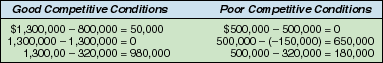 Good Competitive Conditions Poor Competitive Conditions
$1,300,000 – 800,000 = 50,000 $500,000 – 500,000 = 0
1,300,000 – 1,300,000 = 0 500,000 – (–150,000) = 650,000
1,300,00 – 320,000 = 980,000 500,000 – 320,000 = 180,000